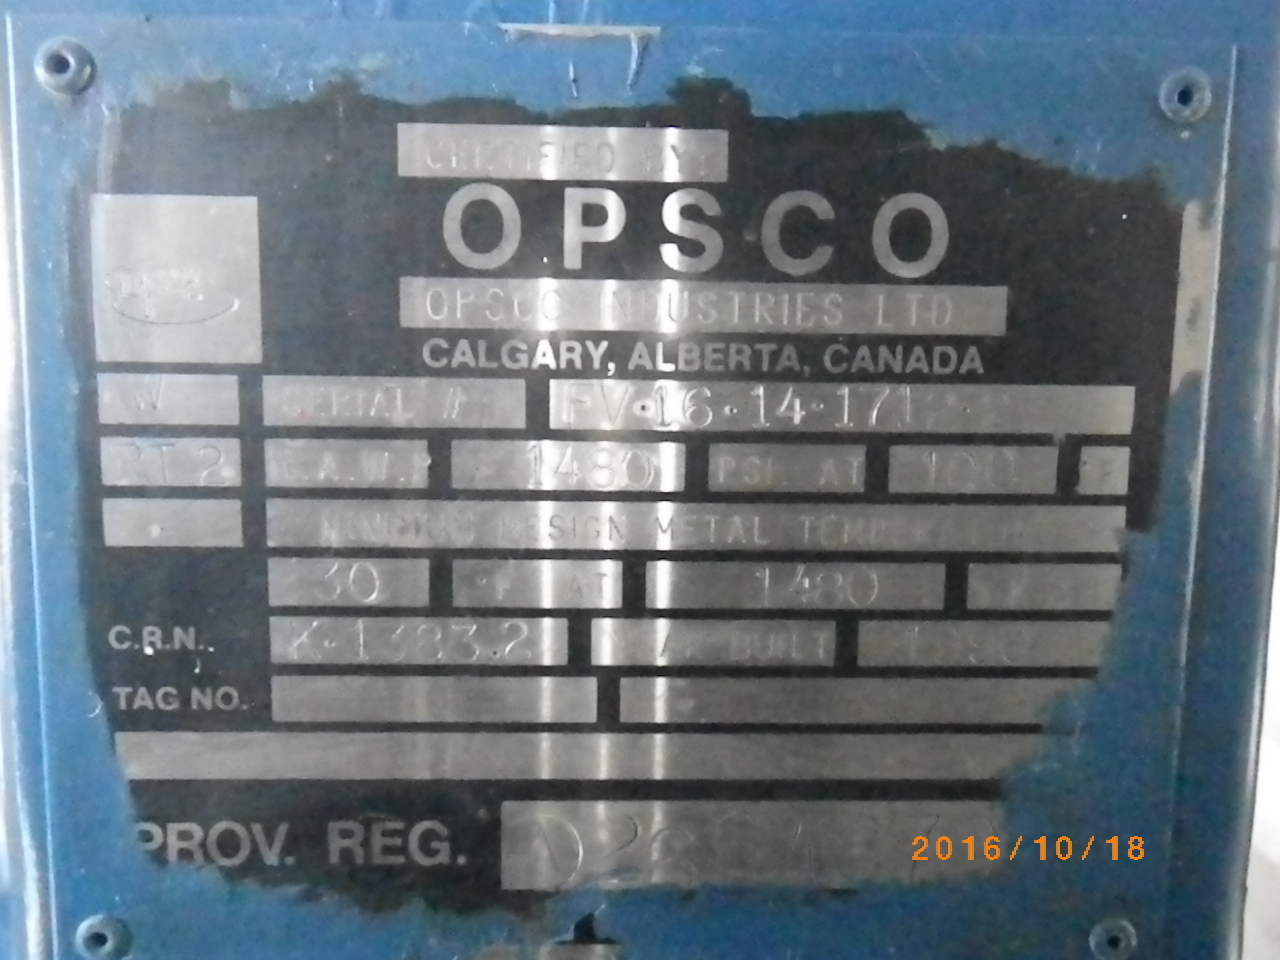 CERTIFIED BY:
OPSCO
OPSCO INDUSTRIES LTD
CALGARY, ALBERTA, CANADA
W SERIAL # FV·16·14·171
RT2 M.A.W.P 1480 PSI AT 100 F
MINIMUM DESIGN METAL TEMPERATURE
30 °F AT 1480
C.R.N. K·1383.2 YEAR BUILT
TAG NO.
PROV. REG.
2016/10/18